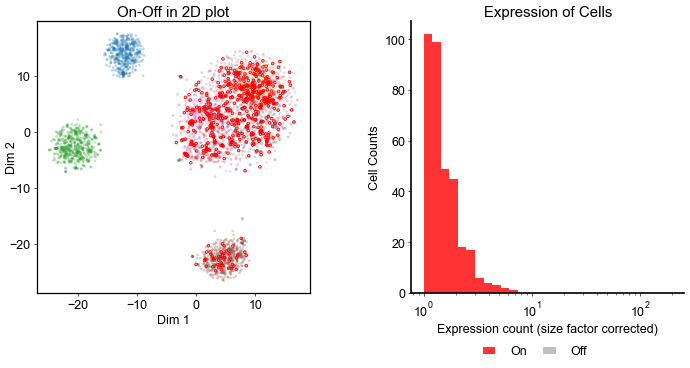 On-Off in 2D plot
Dim 2
10
0
−10
−20
−20 −10 0 10
Dim 1
Expression of Cells
Cell Counts
100
80
60
40
20
0
10^0 10^1 10^2
Expression count (size factor corrected)
On Off